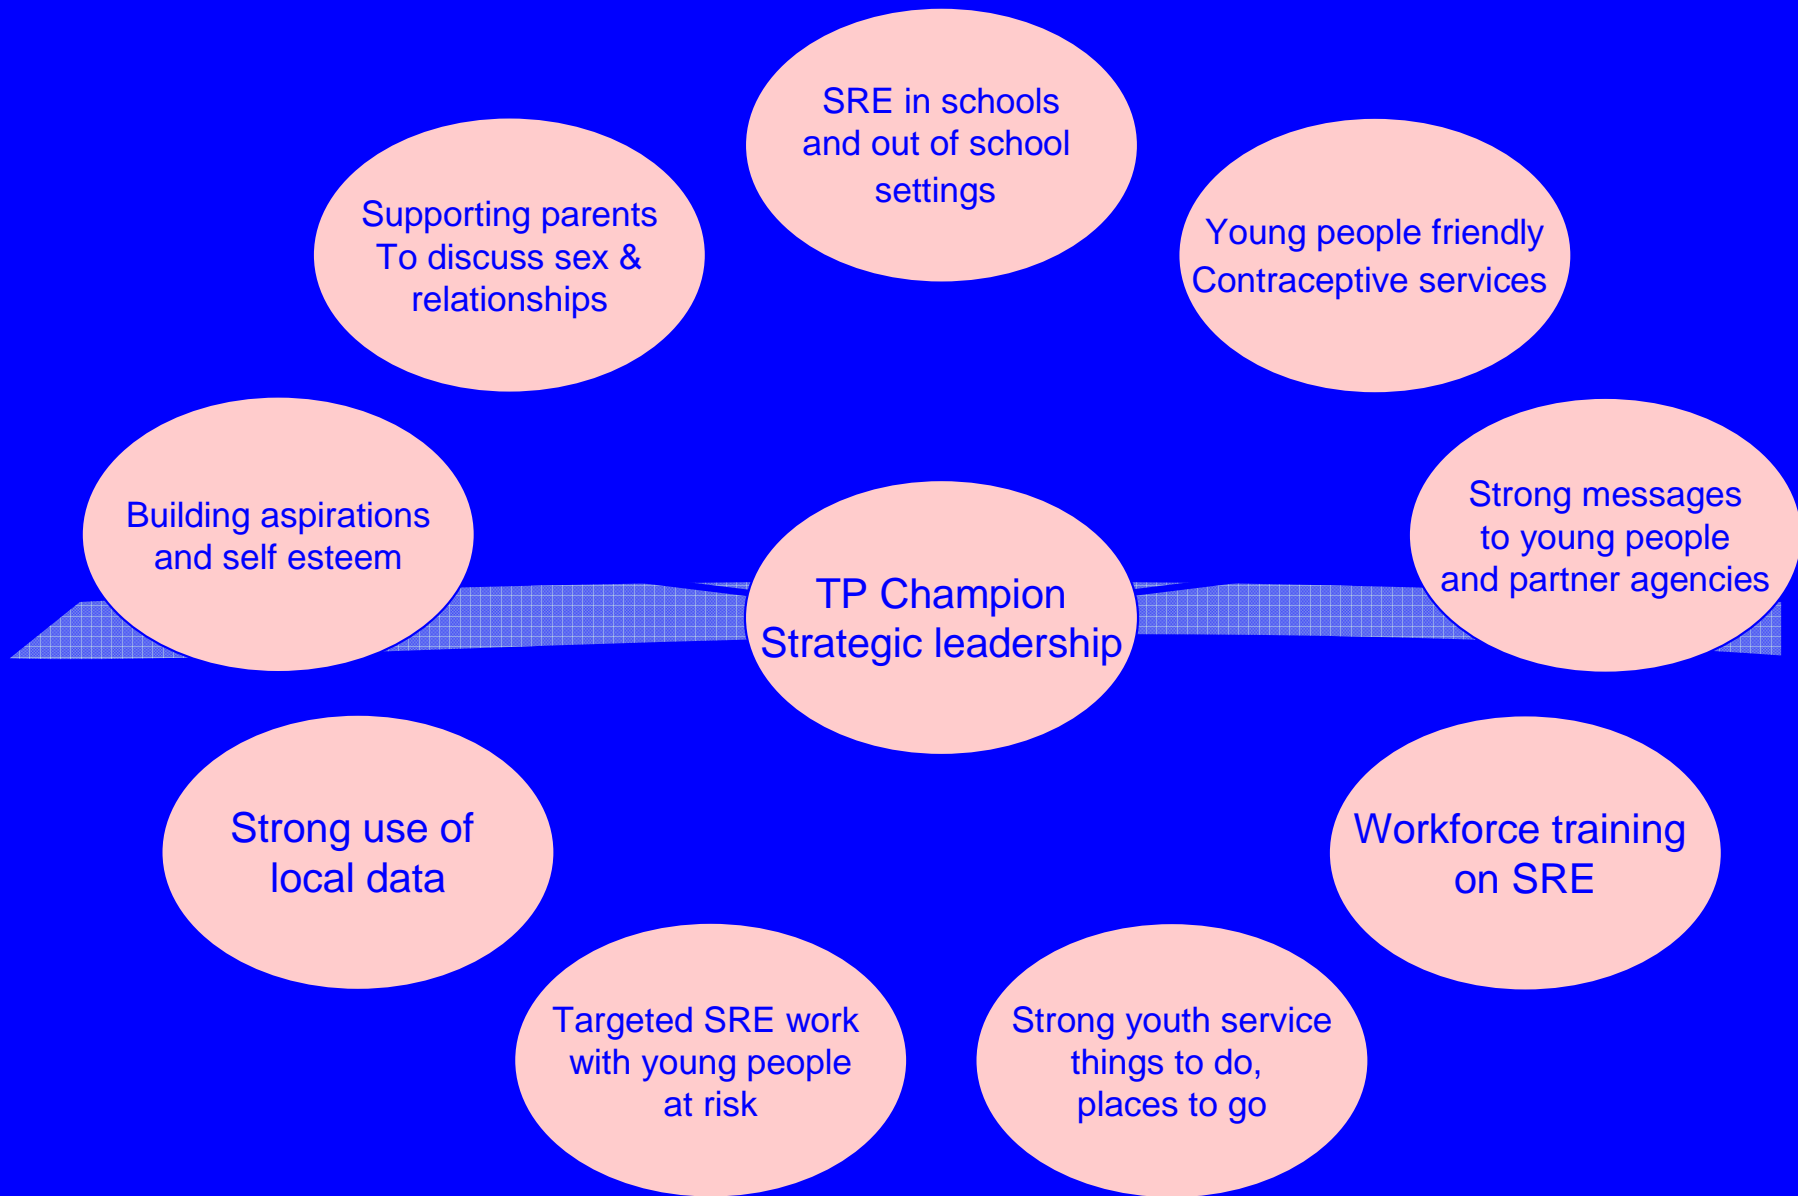 SRE in schools
and out of school
settings
Supporting parents
To discuss sex &
relationships
Young people friendly
Contraceptive services
Building aspirations
and self esteem
Strong messages
to young people
and partner agencies
TP Champion
Strategic leadership
Strong use of
local data
Workforce training
on SRE
Targeted SRE work
with young people
at risk
Strong youth service
things to do,
places to go